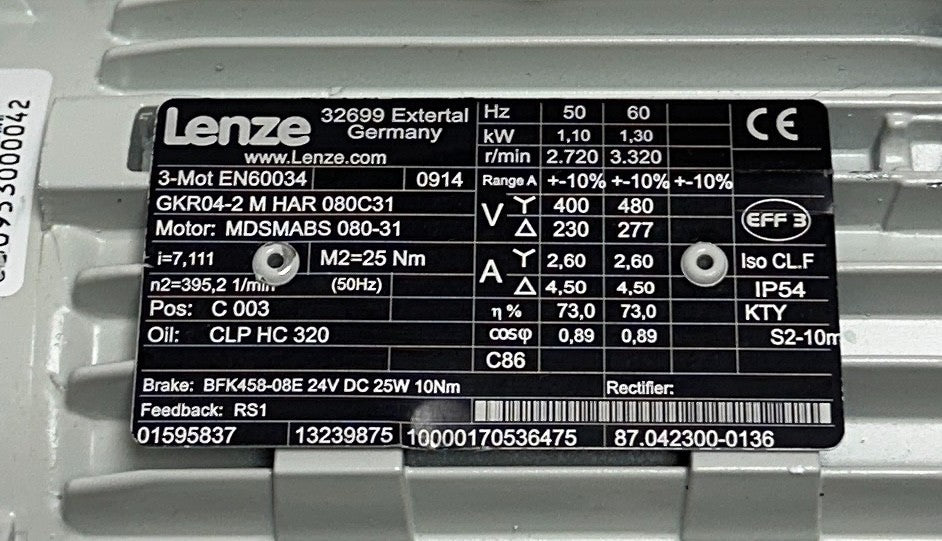 Lenze 32699 Extertal
Germany
www.Lenze.com
Hz 50 60
kW 1,10 1,30
r/min 2.720 3.320
CE
3-Mot EN60034 0914 Range A +-10% +-10% +-10%
GKR04-2 M HAR 080C31
Motor: MDSMABS 080-31
V Y 400 480
Δ 230 277
EFF 3
i=7,111 M2=25 Nm
n2=395,2 1/min (50Hz)
A Y 2,60 2,60 Iso CL.F
Δ 4,50 4,50 IP54
Pos: C 003 η % 73,0 73,0 KTY
Oil: CLP HC 320 cosφ 0,89 0,89 S2-10m
C86
Brake: BFK458-08E 24V DC 25W 10Nm Rectifier:
Feedback: RS1
01595837 13239875 10000170536475 87.042300-0136